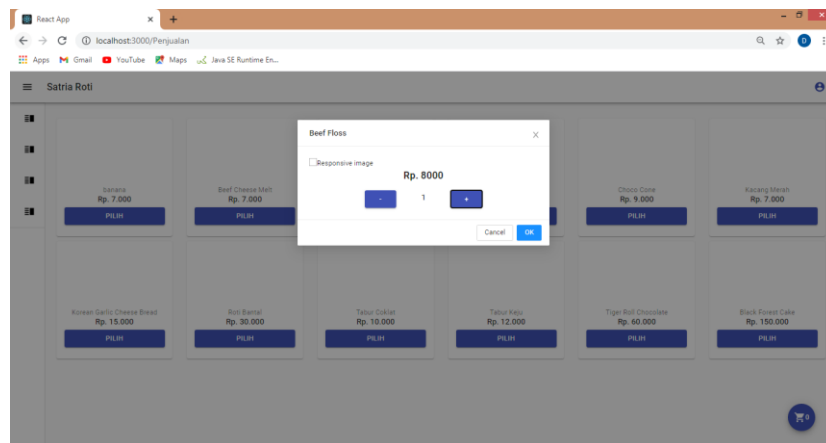 React App
localhost:3000/Penjualan
D
Apps Gmail YouTube Maps Java SE Runtime En...
Satria Roti
Beef Floss
Responsive image
Rp. 8000
- 1 +
Cancel OK
banana Beef Cheese Melt Choco Cone Kacang Meran
Rp. 7.000 Rp. 7.000 Rp. 9.000 Rp. 7.000
PILIH PILIH PILIH PILIH
Korean Garlic Cheese Bread Roti Bantal Tabur Coklat Tabur Keju Tiger Roll Chocolate Black Forest Cake
Rp. 15.000 Rp. 30.000 Rp. 10.000 Rp. 12.000 Rp. 60.000 Rp. 150.000
PILIH PILIH PILIH PILIH PILIH PILIH
0